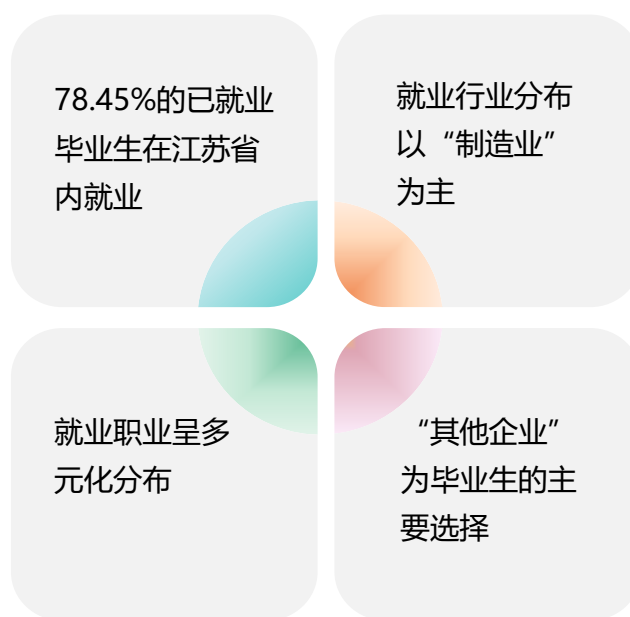 78.45%的已就业
毕业生在江苏省
内就业
就业行业分布
以“制造业”
为主
就业职业呈多
元化分布
“其他企业”
为毕业生的主
要选择